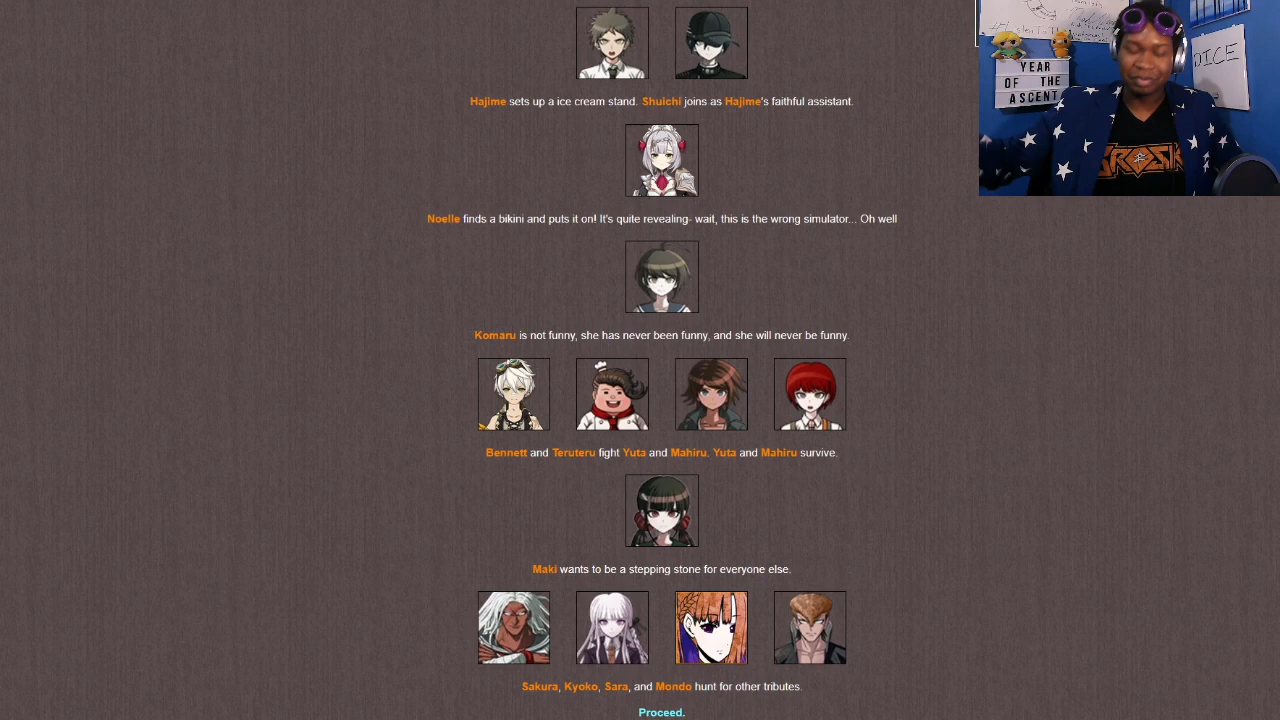 YEAR
OF THE
ASCENT
DICE
Hajime sets up a ice cream stand. Shuichi joins as Hajime's faithful assistant.
Noelle finds a bikini and puts it on! It's quite revealing- wait, this is the wrong simulator... Oh well
Komaru is not funny, she has never been funny, and she will never be funny.
Bennett and Teruteru fight Yuta and Mahiru. Yuta and Mahiru survive.
Maki wants to be a stepping stone for everyone else.
Sakura, Kyoko, Sara, and Mondo hunt for other tributes.
Proceed.